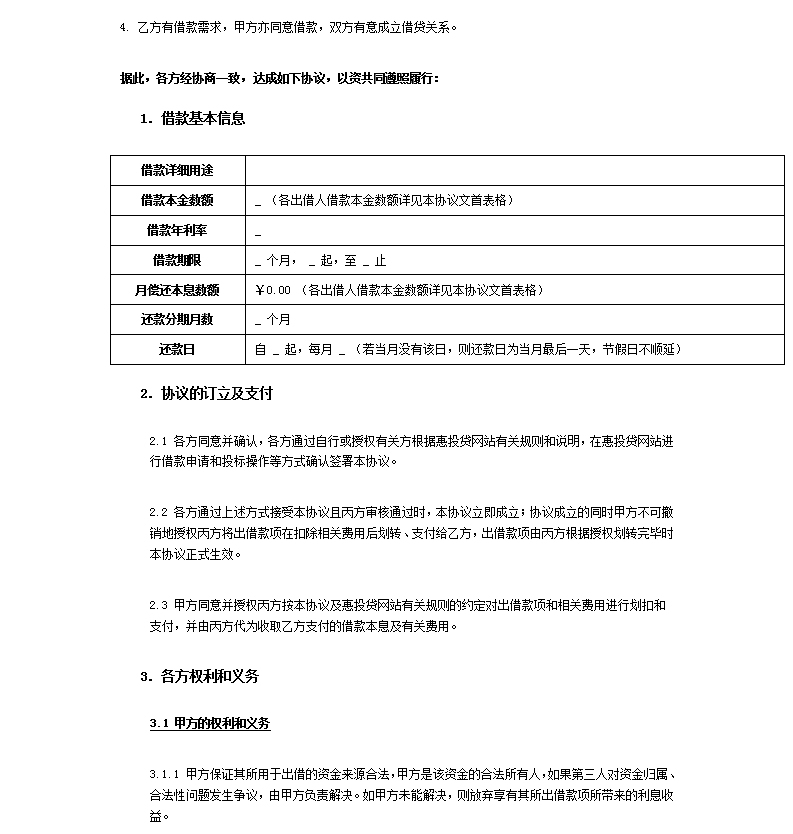 4. 乙方有借款需求，甲方亦同意借款，双方有意成立借贷关系。
据此，各方经协商一致，达成如下协议，以资共同遵照履行：
1. 借款基本信息
借款详细用途
借款本金数额 _ （各出借人借款本金数额详见本协议文首表格）
借款年利率 _
借款期限 _ 个月， _ 起，至 _ 止
月偿还本息数额 ￥0.00 （各出借人借款本金数额详见本协议文首表格）
还款分期月数 _ 个月
还款日 自 _ 起，每月 _ （若当月没有该日，则还款日为当月最后一天，节假日不顺延）
2. 协议的订立及支付
2.1 各方同意并确认，各方通过自行或授权有关方根据惠投贷网站有关规则和说明，在惠投贷网站进
行借款申请和投标操作等方式确认签署本协议。
2.2 各方通过上述方式接受本协议且丙方审核通过时，本协议立即成立；协议成立的同时甲方不可撤
销地授权丙方将出借款项在扣除相关费用后划转、支付给乙方，出借款项由丙方根据授权划转完毕时
本协议正式生效。
2.3 甲方同意并授权丙方按本协议及惠投贷网站有关规则的约定对出借款项和相关费用进行划扣和
支付，并由丙方代为收取乙方支付的借款本息及有关费用。
3. 各方权利和义务
3.1 甲方的权利和义务
3.1.1 甲方保证其所用于出借的资金来源合法，甲方是该资金的合法所有人，如果第三人对资金归属、
合法性问题发生争议，由甲方负责解决。如甲方未能解决，则放弃享有其所出借款项所带来的利息收
益。